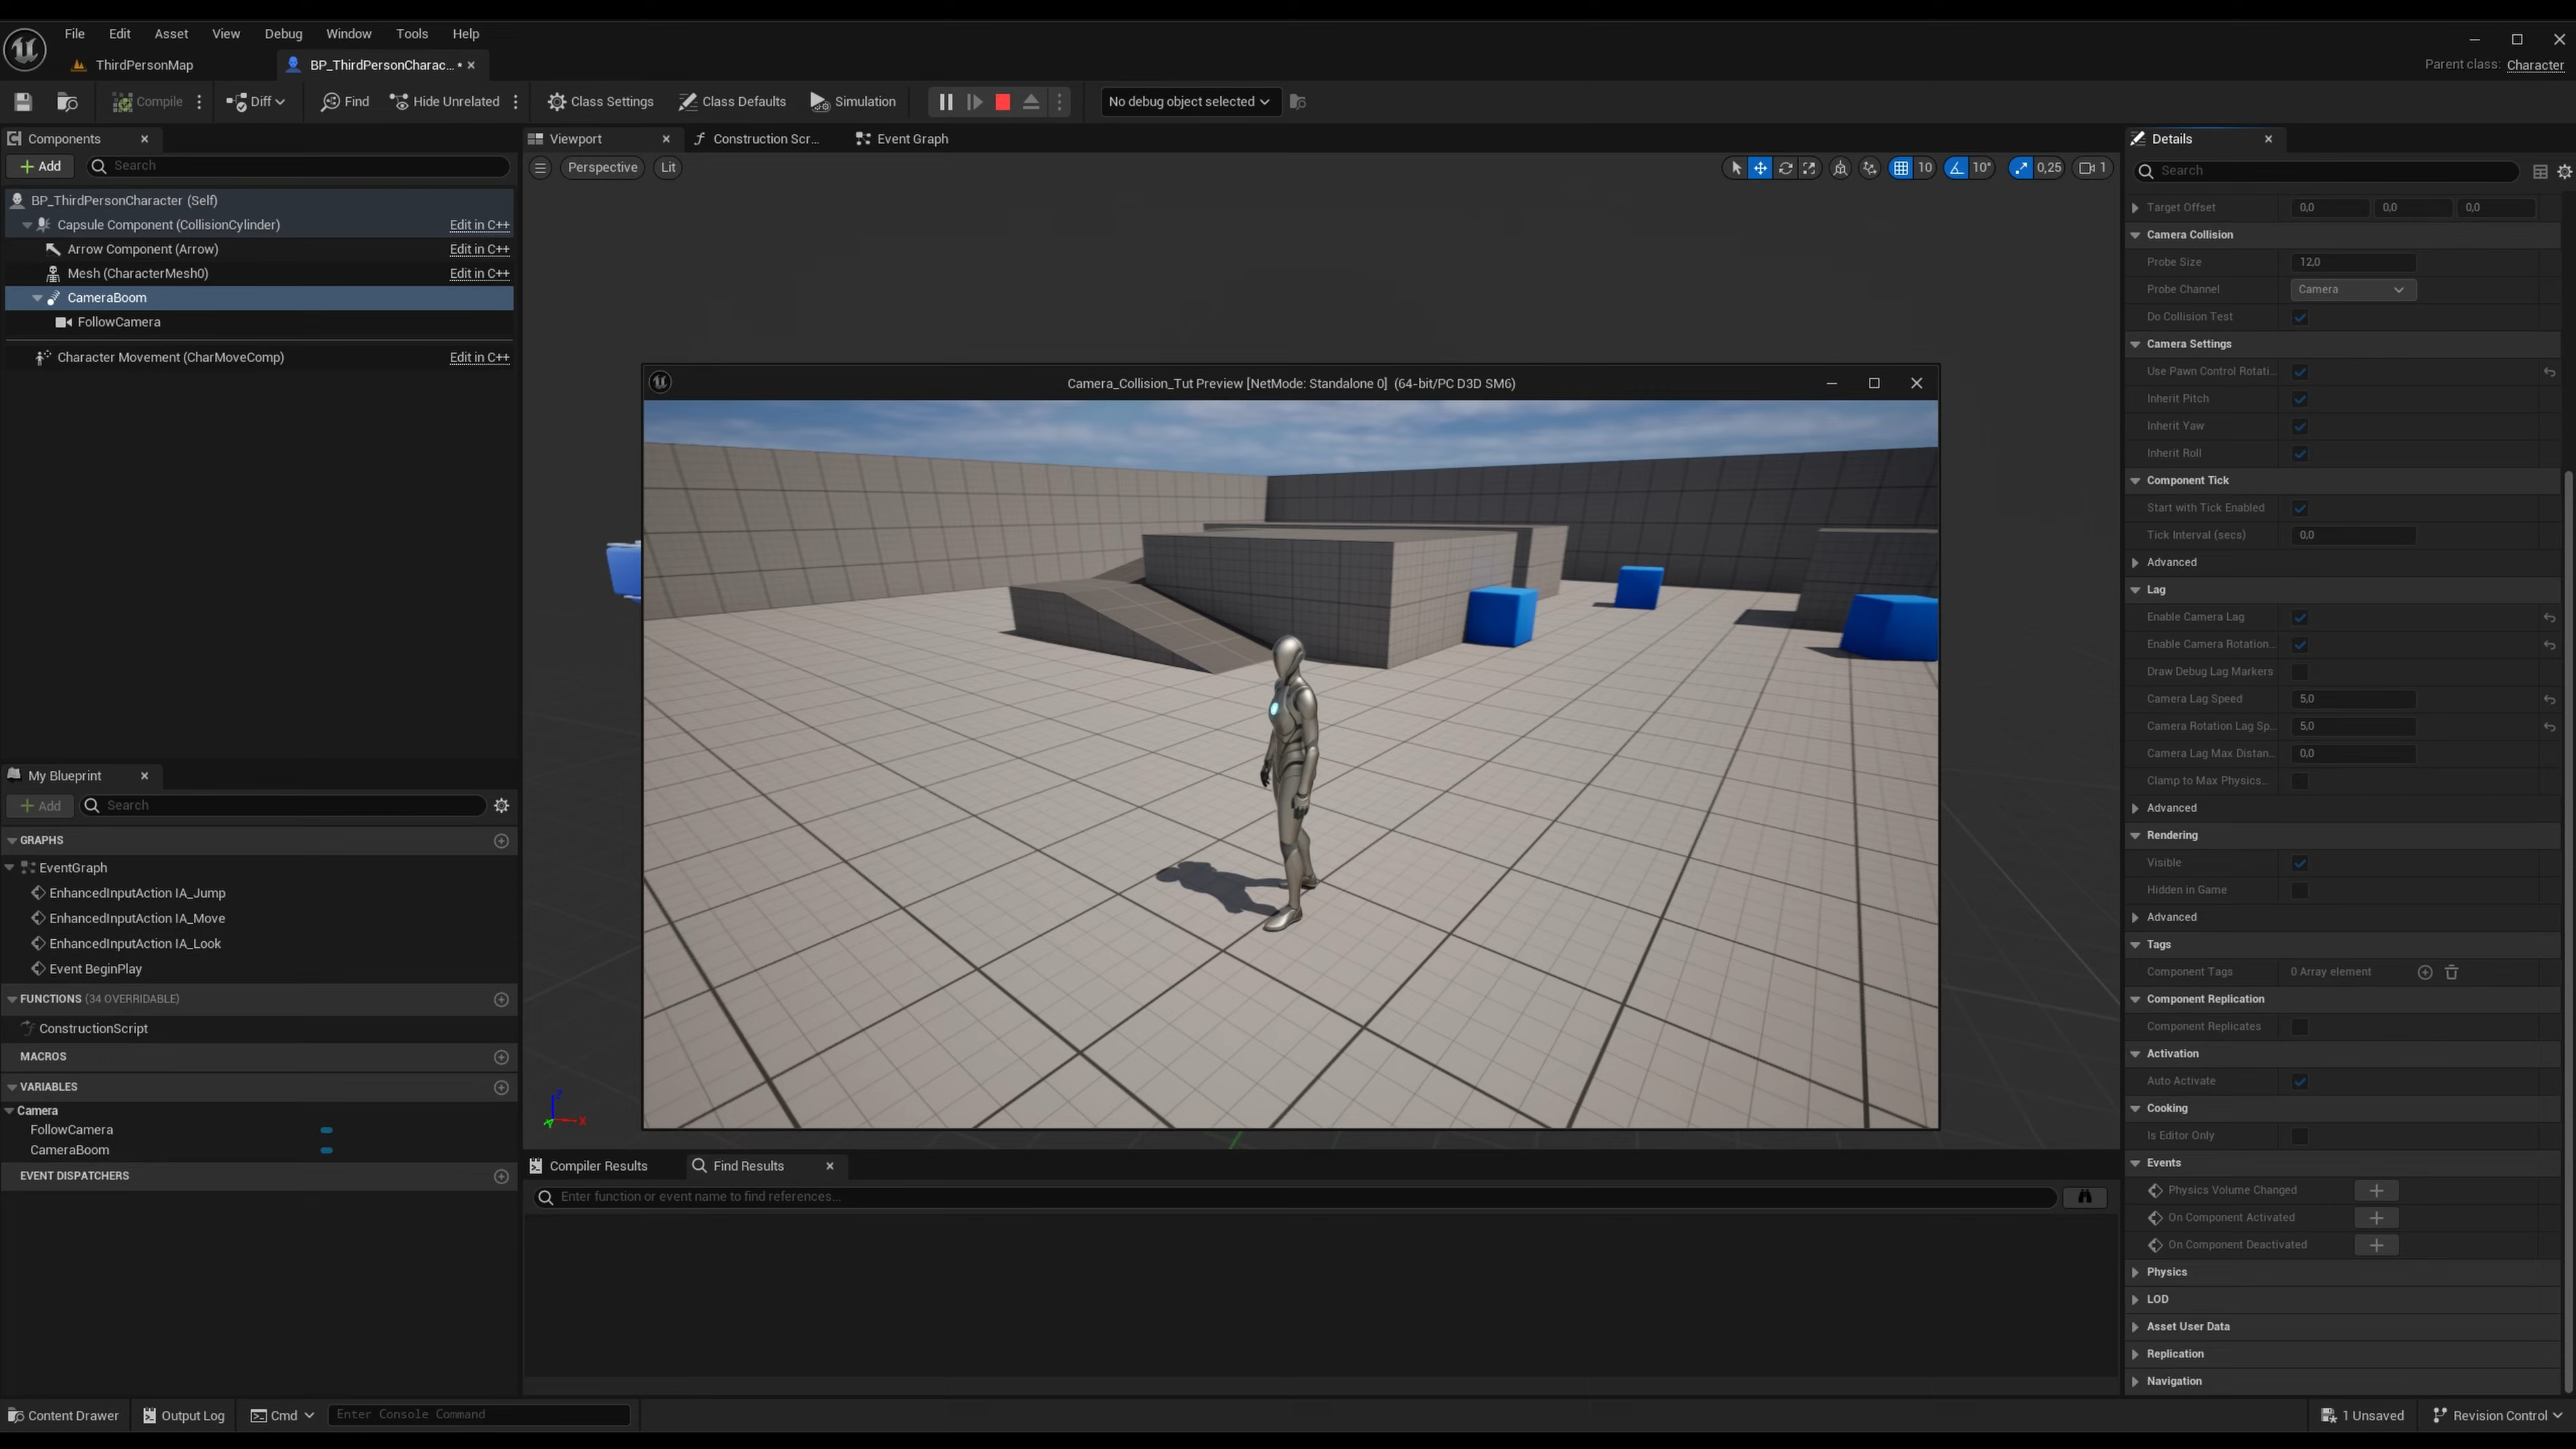 File Edit Asset View Debug Window Tools Help
ThirdPersonMap
BP_ThirdPersonCharac... •
Parent class: Character
Compile
Diff
Find
Hide Unrelated
Class Settings
Class Defaults
Simulation
No debug object selected
Components
Add
Search
BP_ThirdPersonCharacter (Self)
Capsule Component (CollisionCylinder) Edit in C++
Arrow Component (Arrow) Edit in C++
Mesh (CharacterMesh0) Edit in C++
CameraBoom
FollowCamera
Character Movement (CharMoveComp) Edit in C++
My Blueprint
Add
Search
GRAPHS
EventGraph
EnhancedInputAction IA_Jump
EnhancedInputAction IA_Move
EnhancedInputAction IA_Look
Event BeginPlay
FUNCTIONS (34 OVERRIDABLE)
ConstructionScript
MACROS
VARIABLES
Camera
FollowCamera
CameraBoom
EVENT DISPATCHERS
Viewport
Construction Scr...
Event Graph
Perspective
Lit
10
10°
0,25
1
Camera_Collision_Tut Preview [NetMode: Standalone 0] (64-bit/PC D3D SM6)
Z
X
Y
Compiler Results
Find Results
Enter function or event name to find references...
Details
Search
Target Offset 0,0 0,0 0,0
Camera Collision
Probe Size 12,0
Probe Channel Camera
Do Collision Test
Camera Settings
Use Pawn Control Rotati...
Inherit Pitch
Inherit Yaw
Inherit Roll
Component Tick
Start with Tick Enabled
Tick Interval (secs) 0,0
Advanced
Lag
Enable Camera Lag
Enable Camera Rotation...
Draw Debug Lag Markers
Camera Lag Speed 5,0
Camera Rotation Lag Sp... 5,0
Camera Lag Max Distan... 0,0
Clamp to Max Physics...
Advanced
Rendering
Visible
Hidden in Game
Advanced
Tags
Component Tags 0 Array element
Component Replication
Component Replicates
Activation
Auto Activate
Cooking
Is Editor Only
Events
Physics Volume Changed
On Component Activated
On Component Deactivated
Physics
LOD
Asset User Data
Replication
Navigation
Content Drawer
Output Log
Cmd
Enter Console Command
1 Unsaved
Revision Control